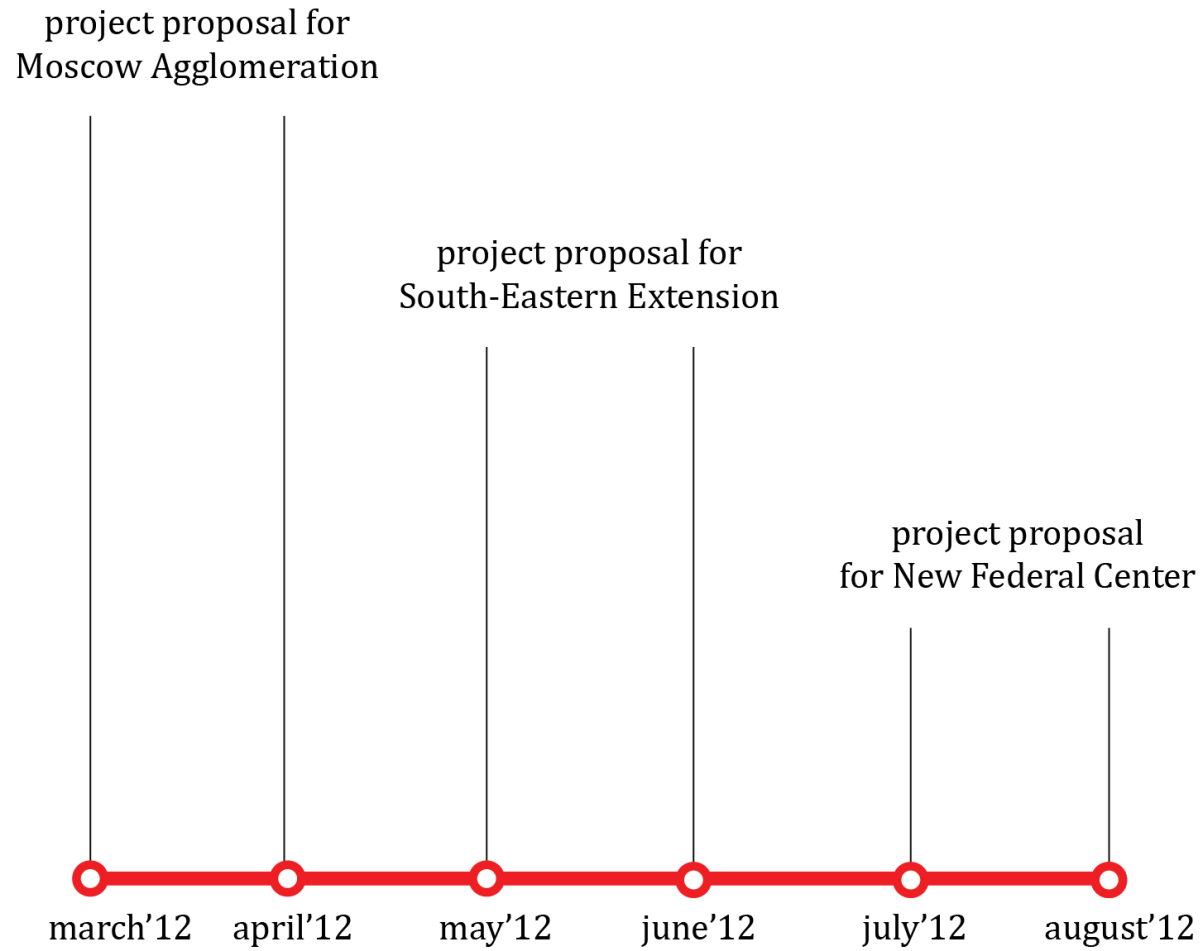 project proposal for
Moscow Agglomeration
project proposal for
South-Eastern Extension
project proposal
for New Federal Center
march’12 april’12 may’12 june’12 july’12 august’12